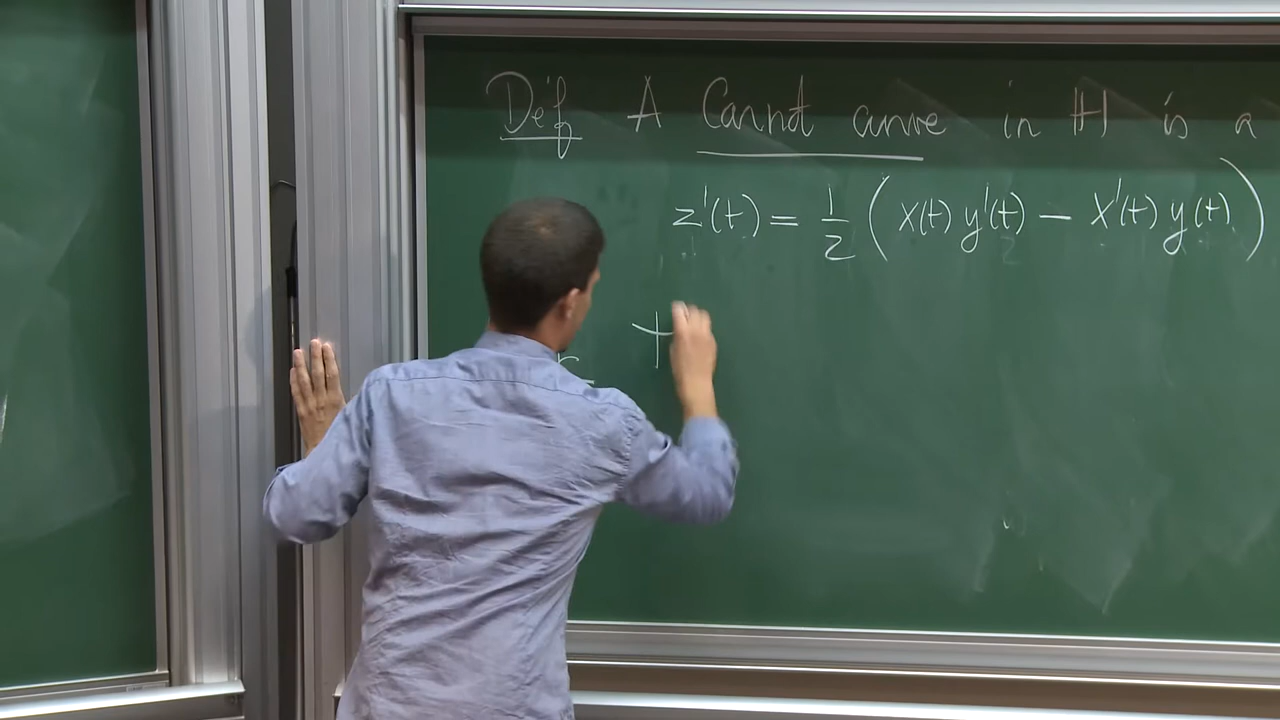 Def A Carnot curve in ℍ is a
z'(t) = 1/2 ( x(t) y'(t) − x'(t) y(t) )